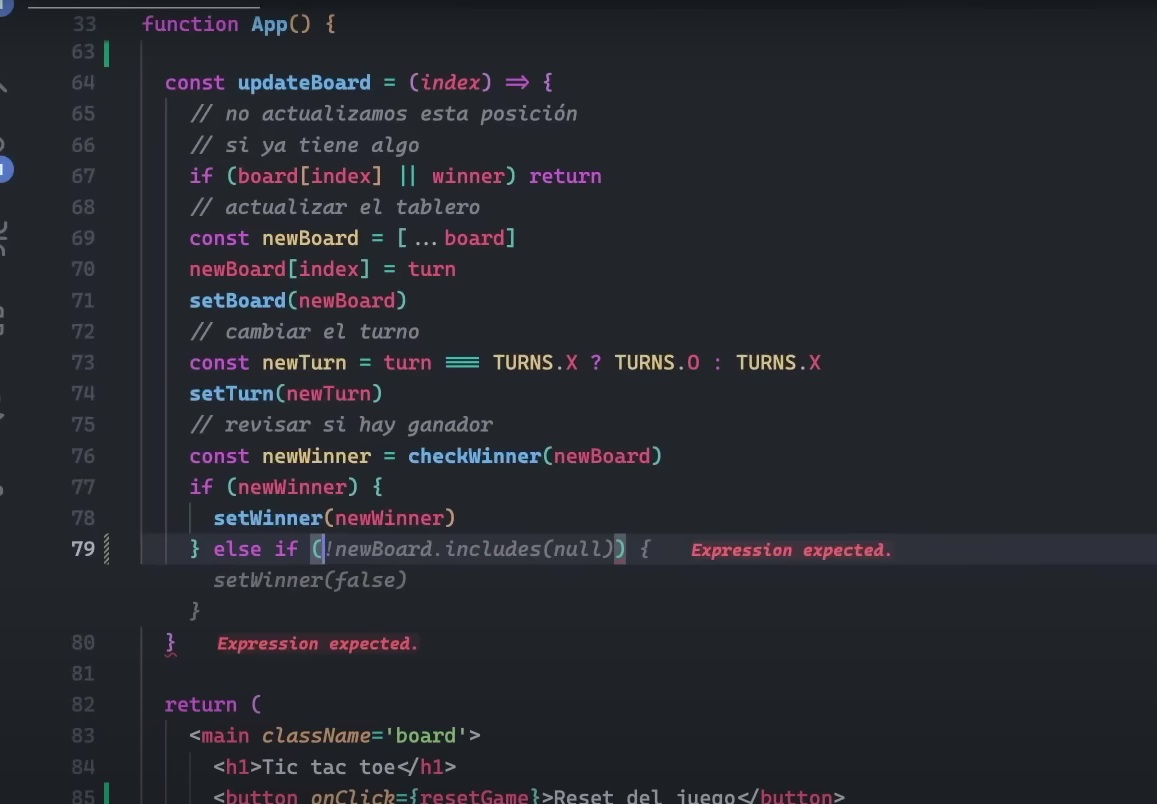 33 function App() {
63
64 const updateBoard = (index) => {
65 // no actualizamos esta posición
66 // si ya tiene algo
67 if (board[index] || winner) return
68 // actualizar el tablero
69 const newBoard = [...board]
70 newBoard[index] = turn
71 setBoard(newBoard)
72 // cambiar el turno
73 const newTurn = turn === TURNS.X ? TURNS.O : TURNS.X
74 setTurn(newTurn)
75 // revisar si hay ganador
76 const newWinner = checkWinner(newBoard)
77 if (newWinner) {
78 setWinner(newWinner)
79 } else if (!newBoard.includes(null)) { Expression expected.
setWinner(false)
}
80 } Expression expected.
81
82 return (
83 <main className='board'>
84 <h1>Tic tac toe</h1>
85 <button onClick={resetGame}>Reset del juego</button>